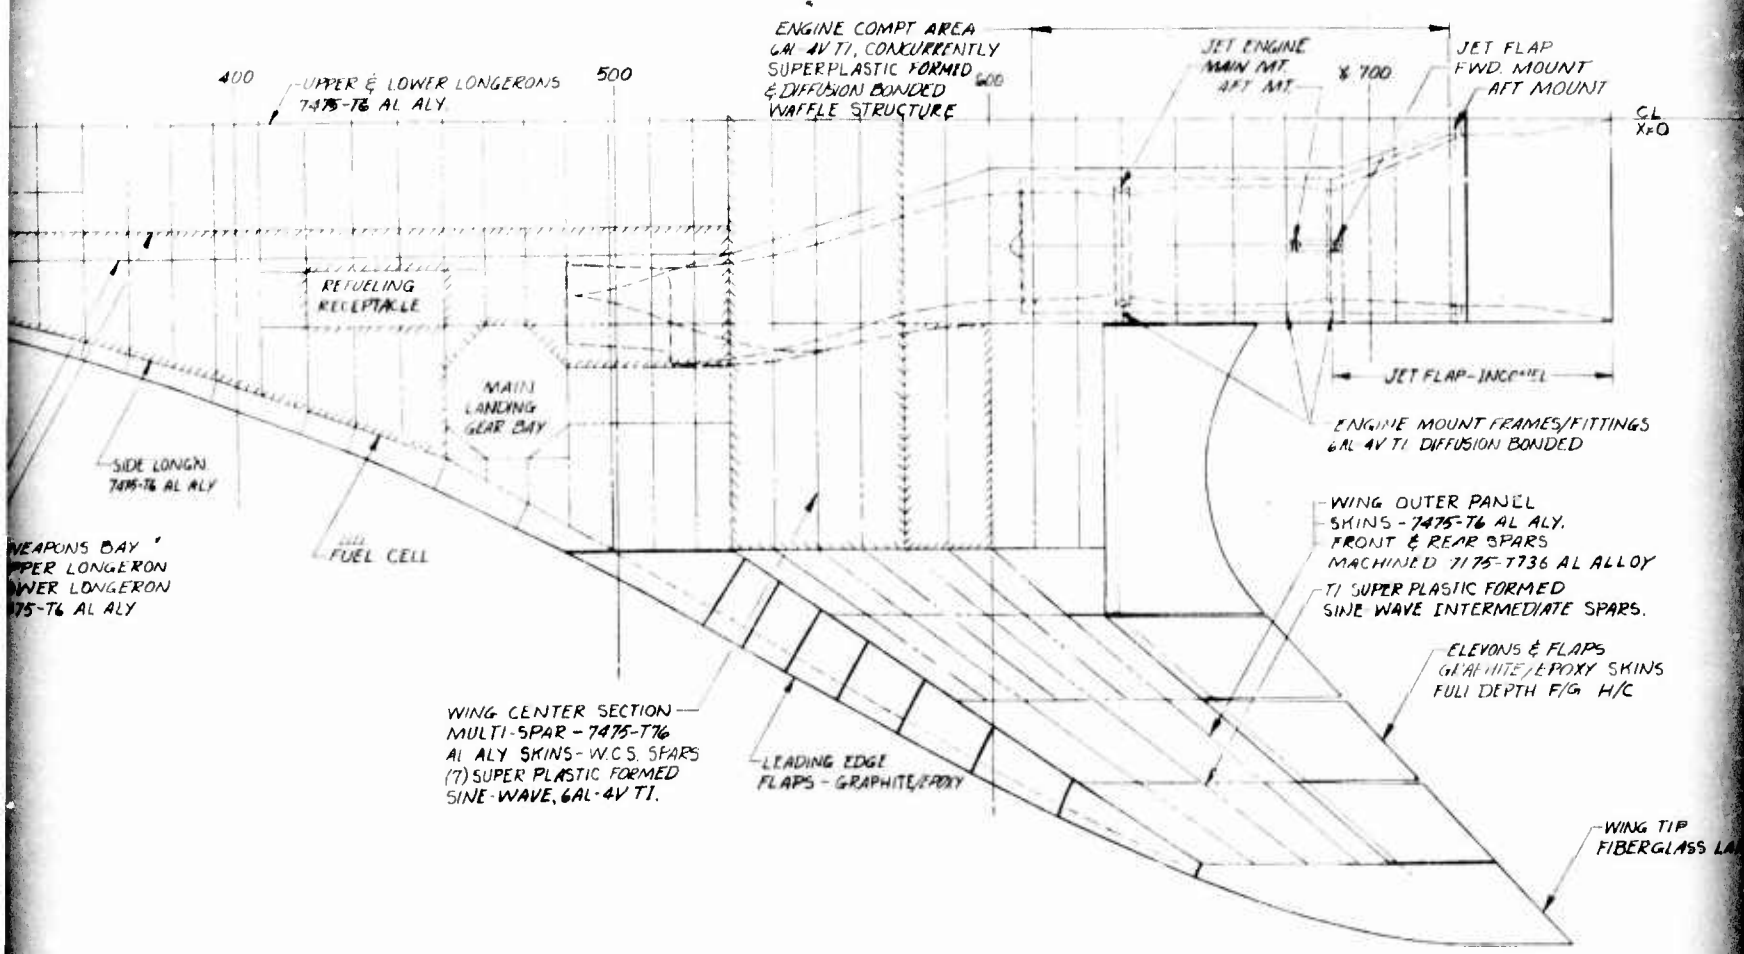 ENGINE COMPT AREA
6AL-4V TI, CONCURRENTLY
SUPERPLASTIC FORMED
& DIFFUSION BONDED
WAFFLE STRUCTURE
400
UPPER & LOWER LONGERONS
7475-T6 AL ALY
500
600
JET ENGINE
MAIN MT.
AFT MT.
X 700
JET FLAP
FWD. MOUNT
AFT MOUNT
CL
X=0
REFUELING
RECEPTACLE
MAIN
LANDING
GEAR BAY
JET FLAP-INCONEL
ENGINE MOUNT FRAMES/FITTINGS
6AL 4V TI DIFFUSION BONDED
SIDE LONG'N
7475-T6 AL ALY
FUEL CELL
WEAPONS BAY
UPPER LONGERON
LOWER LONGERON
75-T6 AL ALY
WING OUTER PANEL
SKINS - 7475-T6 AL ALY.
FRONT & REAR SPARS
MACHINED 7175-T736 AL ALLOY
TI SUPER PLASTIC FORMED
SINE WAVE INTERMEDIATE SPARS.
ELEVONS & FLAPS
GRAPHITE/EPOXY SKINS
FULL DEPTH F/G H/C
WING CENTER SECTION
MULTI-SPAR - 7475-T76
AL ALY SKINS - W.C.S. SPARS
(7) SUPER PLASTIC FORMED
SINE-WAVE, 6AL-4V TI.
LEADING EDGE
FLAPS - GRAPHITE/EPOXY
WING TIP
FIBERGLASS